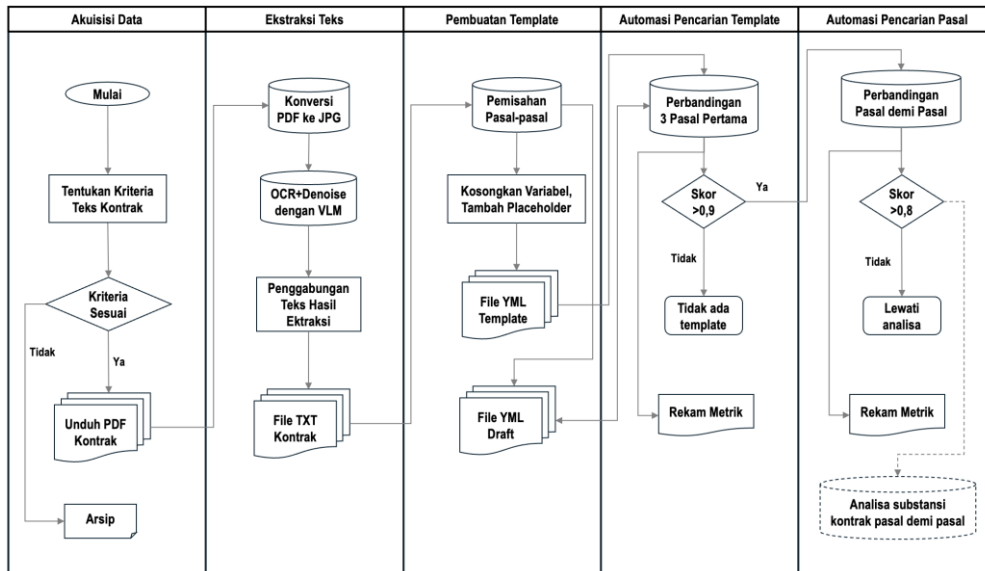 Akuisisi Data
Ekstraksi Teks
Pembuatan Template
Automasi Pencarian Template
Automasi Pencarian Pasal
Mulai
Tentukan Kriteria
Teks Kontrak
Kriteria
Sesuai
Tidak
Ya
Unduh PDF
Kontrak
Arsip
Konversi
PDF ke JPG
OCR+Denoise
dengan VLM
Penggabungan
Teks Hasil
Ektraksi
File TXT
Kontrak
Pemisahan
Pasal-pasal
Kosongkan Variabel,
Tambah Placeholder
File YML
Template
File YML
Draft
Perbandingan
3 Pasal Pertama
Skor
>0,9
Ya
Tidak
Tidak ada
template
Rekam Metrik
Perbandingan
Pasal demi Pasal
Skor
>0,8
Tidak
Lewati
analisa
Rekam Metrik
Analisa substansi
kontrak pasal demi pasal